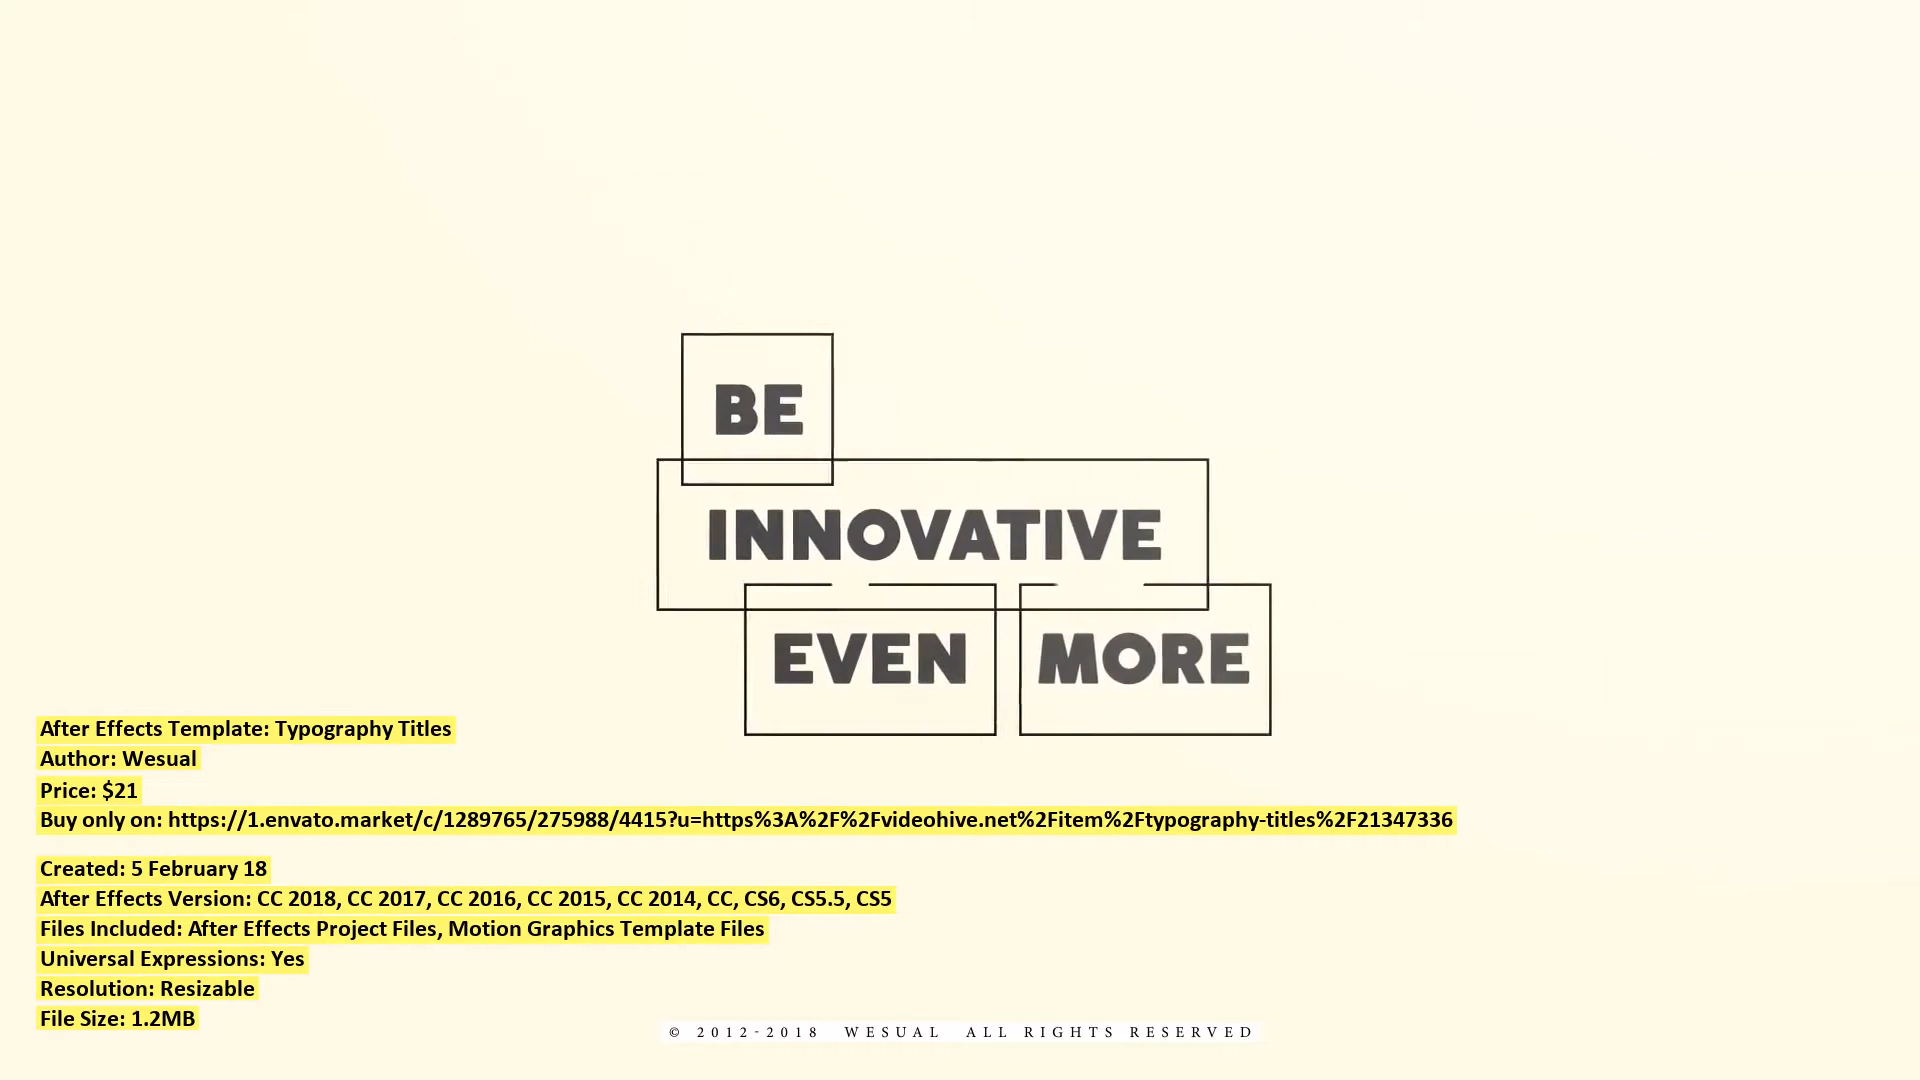 BE
INNOVATIVE
EVEN MORE
After Effects Template: Typography Titles
Author: Wesual
Price: $21
Buy only on: https://1.envato.market/c/1289765/275988/4415?u=https%3A%2F%2Fvideohive.net%2Fitem%2Ftypography-titles%2F21347336
Created: 5 February 18
After Effects Version: CC 2018, CC 2017, CC 2016, CC 2015, CC 2014, CC, CS6, CS5.5, CS5
Files Included: After Effects Project Files, Motion Graphics Template Files
Universal Expressions: Yes
Resolution: Resizable
File Size: 1.2MB
© 2012-2018 WESUAL ALL RIGHTS RESERVED